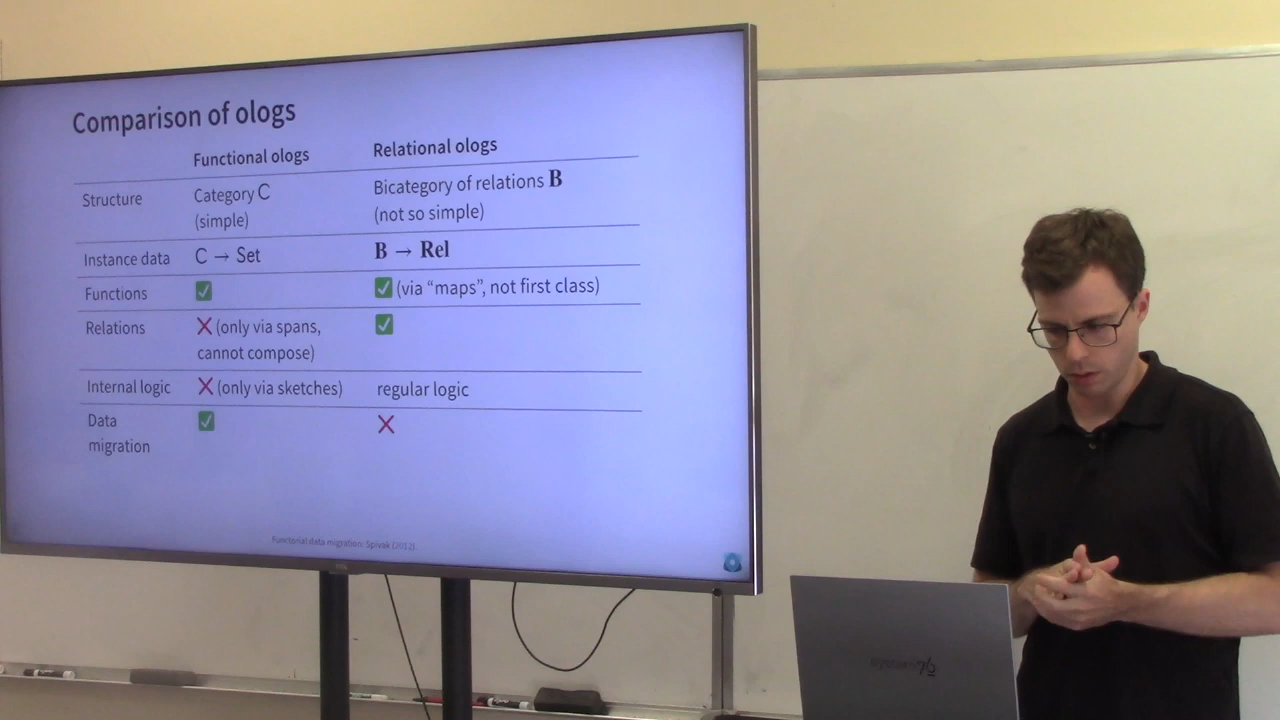 Comparison of ologs
Functional ologs Relational ologs
Structure Category C Bicategory of relations B
(simple) (not so simple)
Instance data C → Set B → Rel
Functions ✅ ✅ (via “maps”, not first class)
Relations ❌ (only via spans, ✅
cannot compose)
Internal logic ❌ (only via sketches) regular logic
Data ✅ ❌
migration
Functorial data migration: Spivak (2012).
TCL